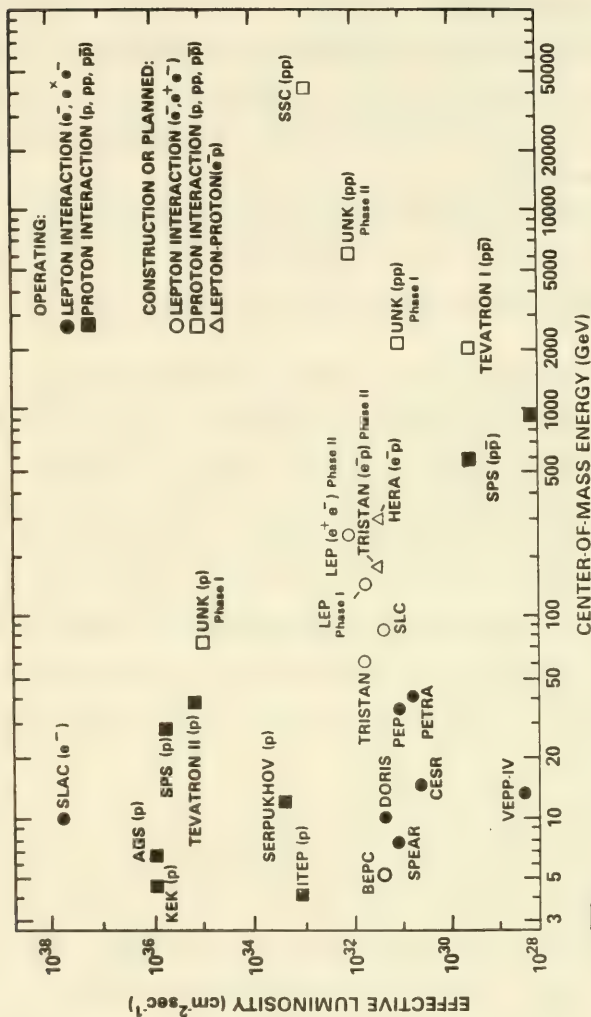 OPERATING:
LEPTON INTERACTION (e⁻, e^x e⁻)
PROTON INTERACTION (p, pp, pp̄)
CONSTRUCTION OR PLANNED:
LEPTON INTERACTION (e⁻, e⁺ e⁻)
PROTON INTERACTION (p, pp, pp̄)
LEPTON-PROTON(e⁻p)
EFFECTIVE LUMINOSITY (cm⁻²sec⁻¹)
10³⁸
10³⁶
10³⁴
10³²
10³⁰
10²⁸
SLAC (e⁻)
AGS (p)
KEK (p)
SPS (p)
TEVATRON II (p)
UNK (p)
Phase I
SERPUKHOV (p)
ITEP (p)
SSC (pp)
LEP (e⁺ e⁻) Phase II
LEP
Phase I
TRISTAN (e⁻p) Phase II
HERA (e⁻p)
UNK (pp)
Phase II
TRISTAN
SLC
UNK (pp)
Phase I
BEPC
DORIS
SPEAR
PEP
PETRA
CESR
TEVATRON I (pp̄)
SPS (pp̄)
VEPP-IV
3 5 10 20 30 50 100 500 1000 2000 5000 10000 20000 50000
CENTER-OF-MASS ENERGY (GeV)